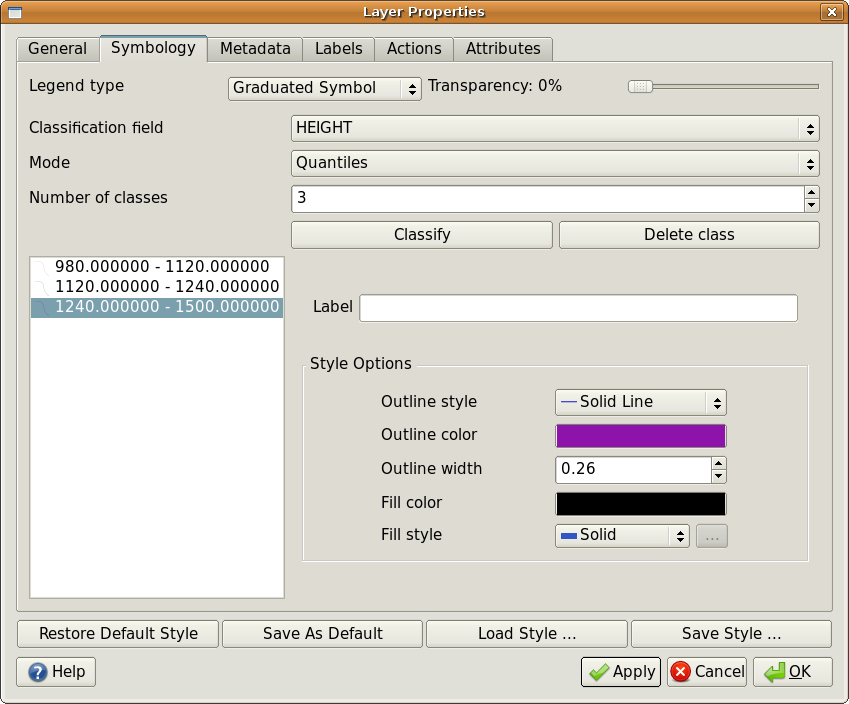 Layer Properties
General Symbology Metadata Labels Actions Attributes
Legend type Graduated Symbol Transparency: 0%
Classification field HEIGHT
Mode Quantiles
Number of classes 3
Classify Delete class
980.000000 - 1120.000000
1120.000000 - 1240.000000
1240.000000 - 1500.000000
Label
Style Options
Outline style Solid Line
Outline color
Outline width 0.26
Fill color
Fill style Solid ...
Restore Default Style Save As Default Load Style ... Save Style ...
Help Apply Cancel OK